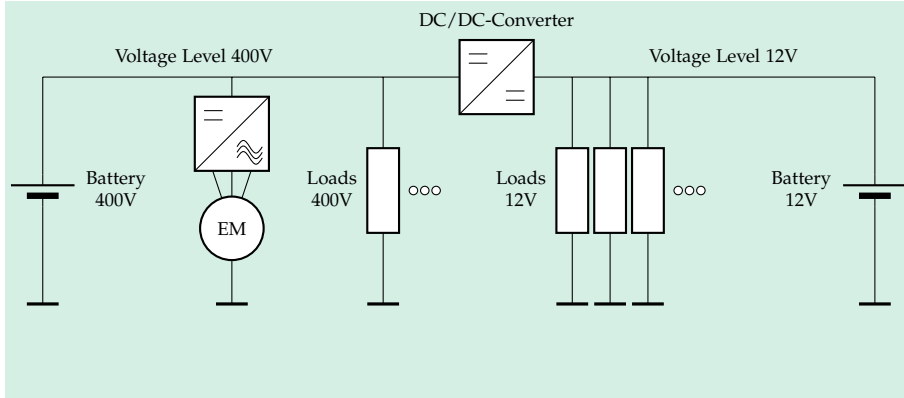 DC/DC-Converter
Voltage Level 400V
Voltage Level 12V
Battery
400V
Loads
400V
Loads
12V
Battery
12V
EM